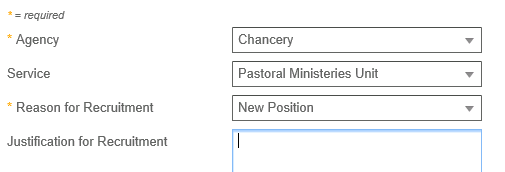 * = required
* Agency Chancery
Service Pastoral Ministeries Unit
* Reason for Recruitment New Position
Justification for Recruitment